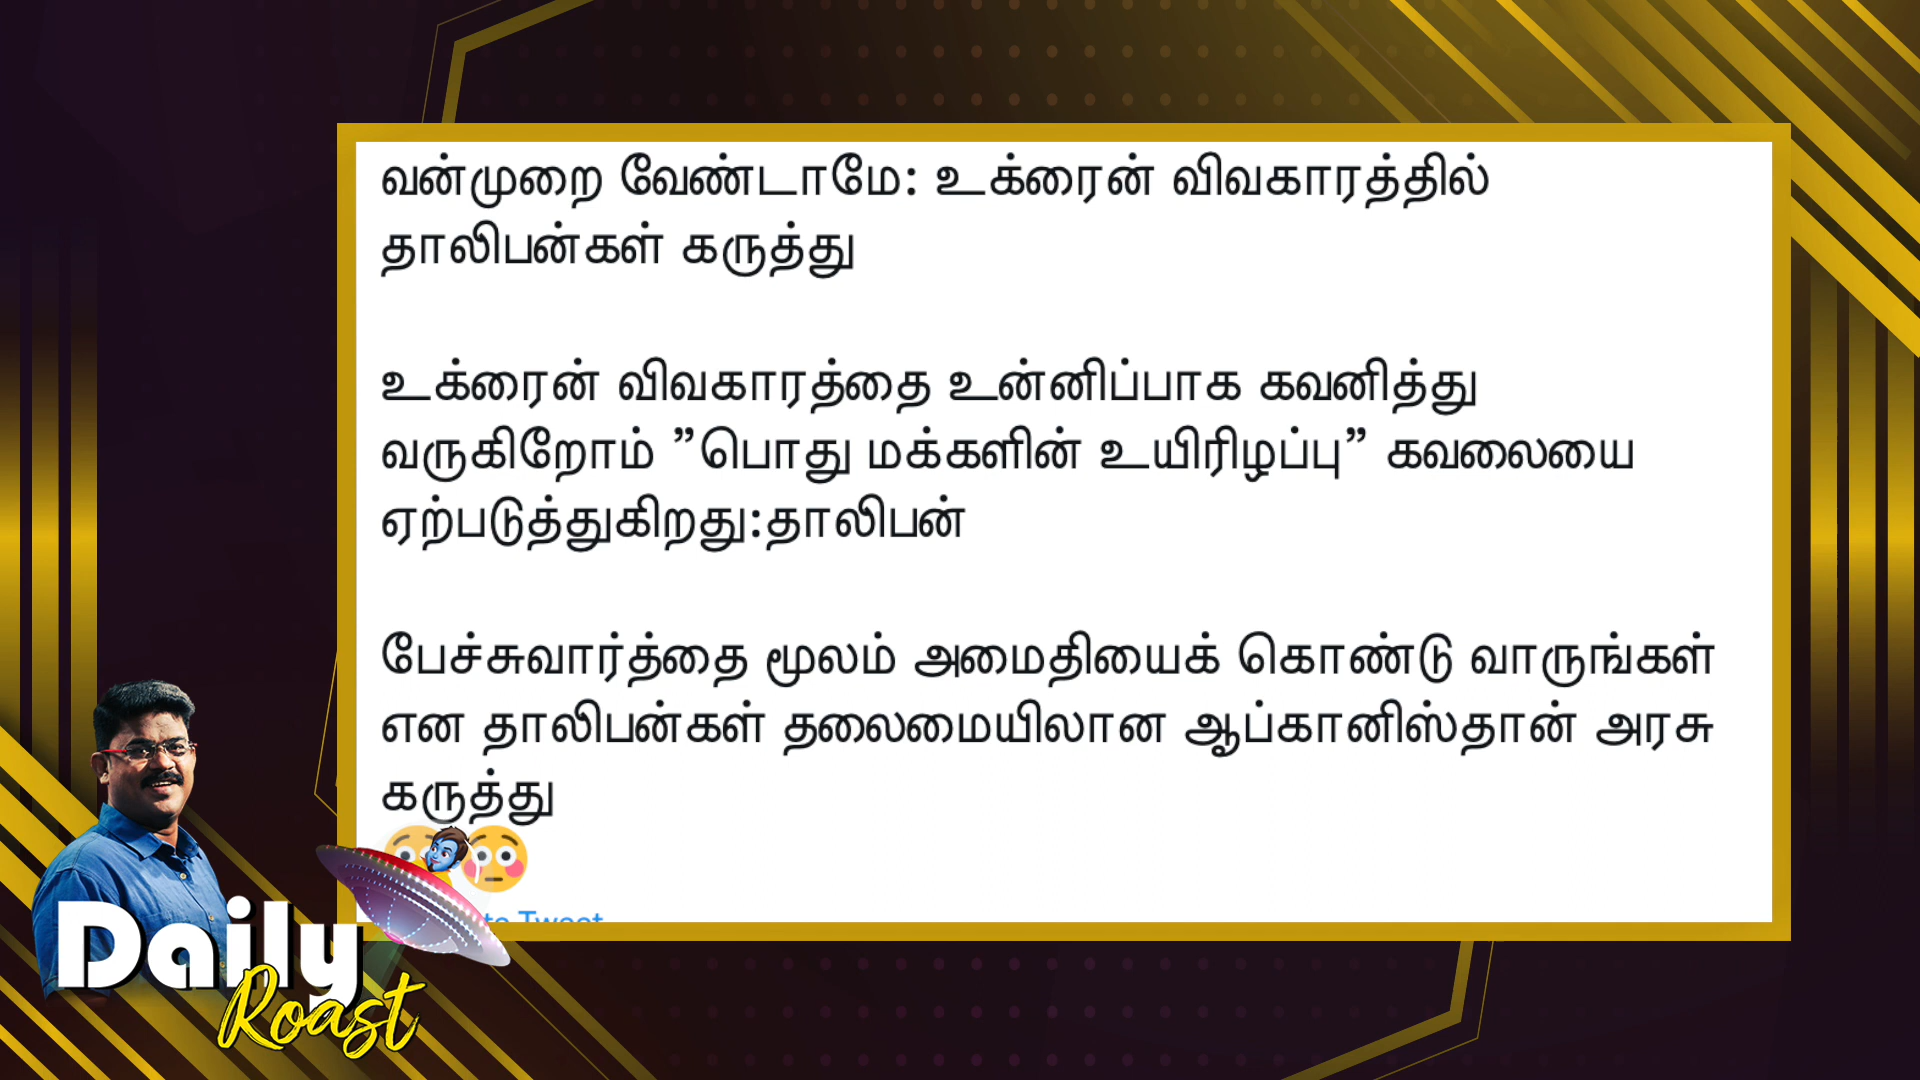 வன்முறை வேண்டாமே: உக்ரைன் விவகாரத்தில்
தாலிபன்கள் கருத்து
உக்ரைன் விவகாரத்தை உன்னிப்பாக கவனித்து
வருகிறோம் ”பொது மக்களின் உயிரிழப்பு” கவலையை
ஏற்படுத்துகிறது:தாலிபன்
பேச்சுவார்த்தை மூலம் அமைதியைக் கொண்டு வாருங்கள்
என தாலிபன்கள் தலைமையிலான ஆப்கானிஸ்தான் அரசு
கருத்து
Tweet
Daily
Roast